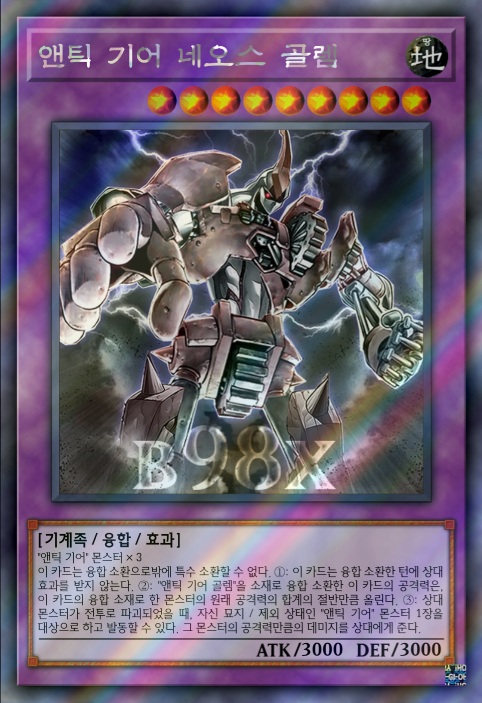 앤틱 기어 네오스 골렘
땅
地
B98X
[기계족 / 융합 / 효과]
"앤틱 기어" 몬스터 × 3
이 카드는 융합 소환으로밖에 특수 소환할 수 없다. ①: 이 카드는 융합 소환한 턴에 상대
효과를 받지 않는다. ②: "앤틱 기어 골렘"을 소재로 융합 소환한 이 카드의 공격력은,
이 카드의 융합 소재로 한 몬스터의 원래 공격력의 합계의 절반만큼 올린다. ③: 상대
몬스터가 전투로 파괴되었을 때, 자신 묘지 / 제외 상태인 "앤틱 기어" 몬스터 1장을
대상으로 하고 발동할 수 있다. 그 몬스터의 공격력만큼의 데미지를 상대에게 준다.
ATK/3000 DEF/3000